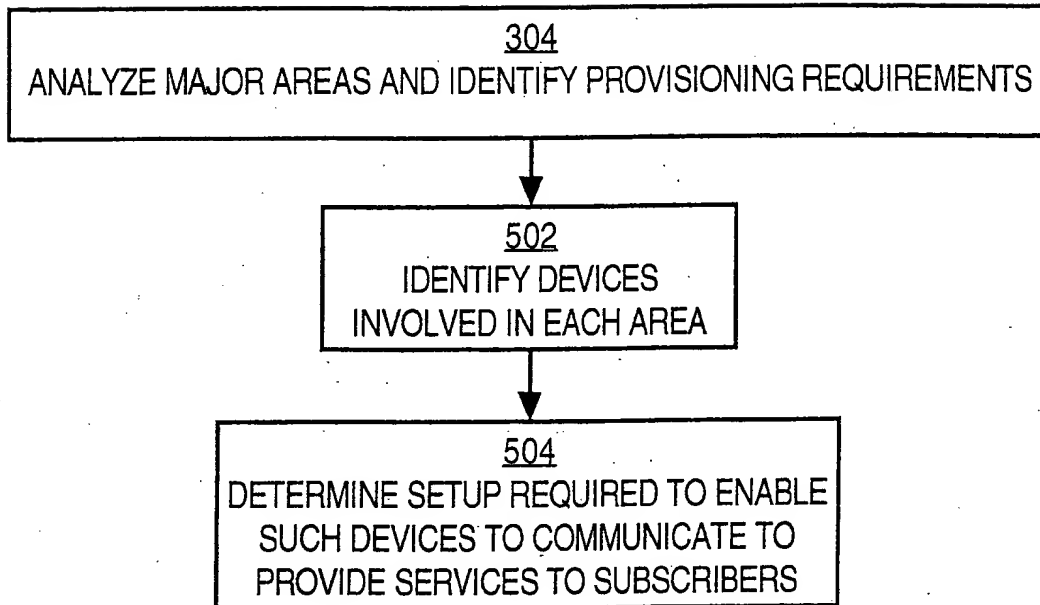 304
ANALYZE MAJOR AREAS AND IDENTIFY PROVISIONING REQUIREMENTS
502
IDENTIFY DEVICES
INVOLVED IN EACH AREA
504
DETERMINE SETUP REQUIRED TO ENABLE
SUCH DEVICES TO COMMUNICATE TO
PROVIDE SERVICES TO SUBSCRIBERS